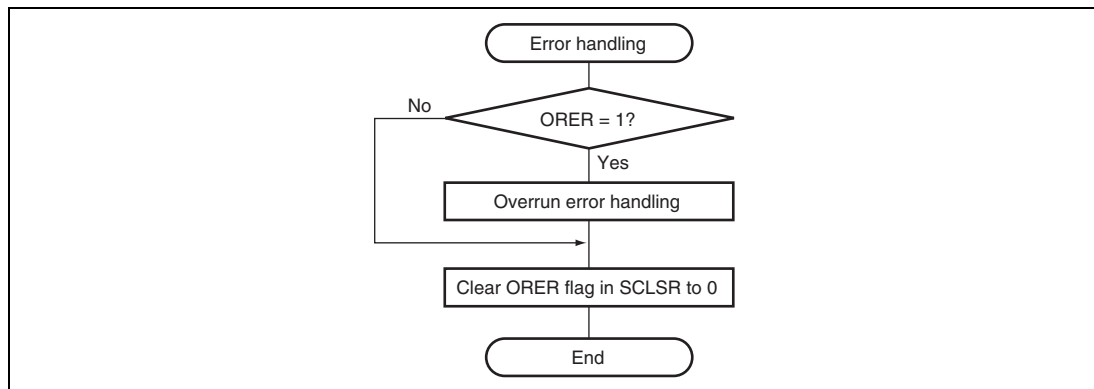 Error handling
No
ORER = 1?
Yes
Overrun error handling
Clear ORER flag in SCLSR to 0
End